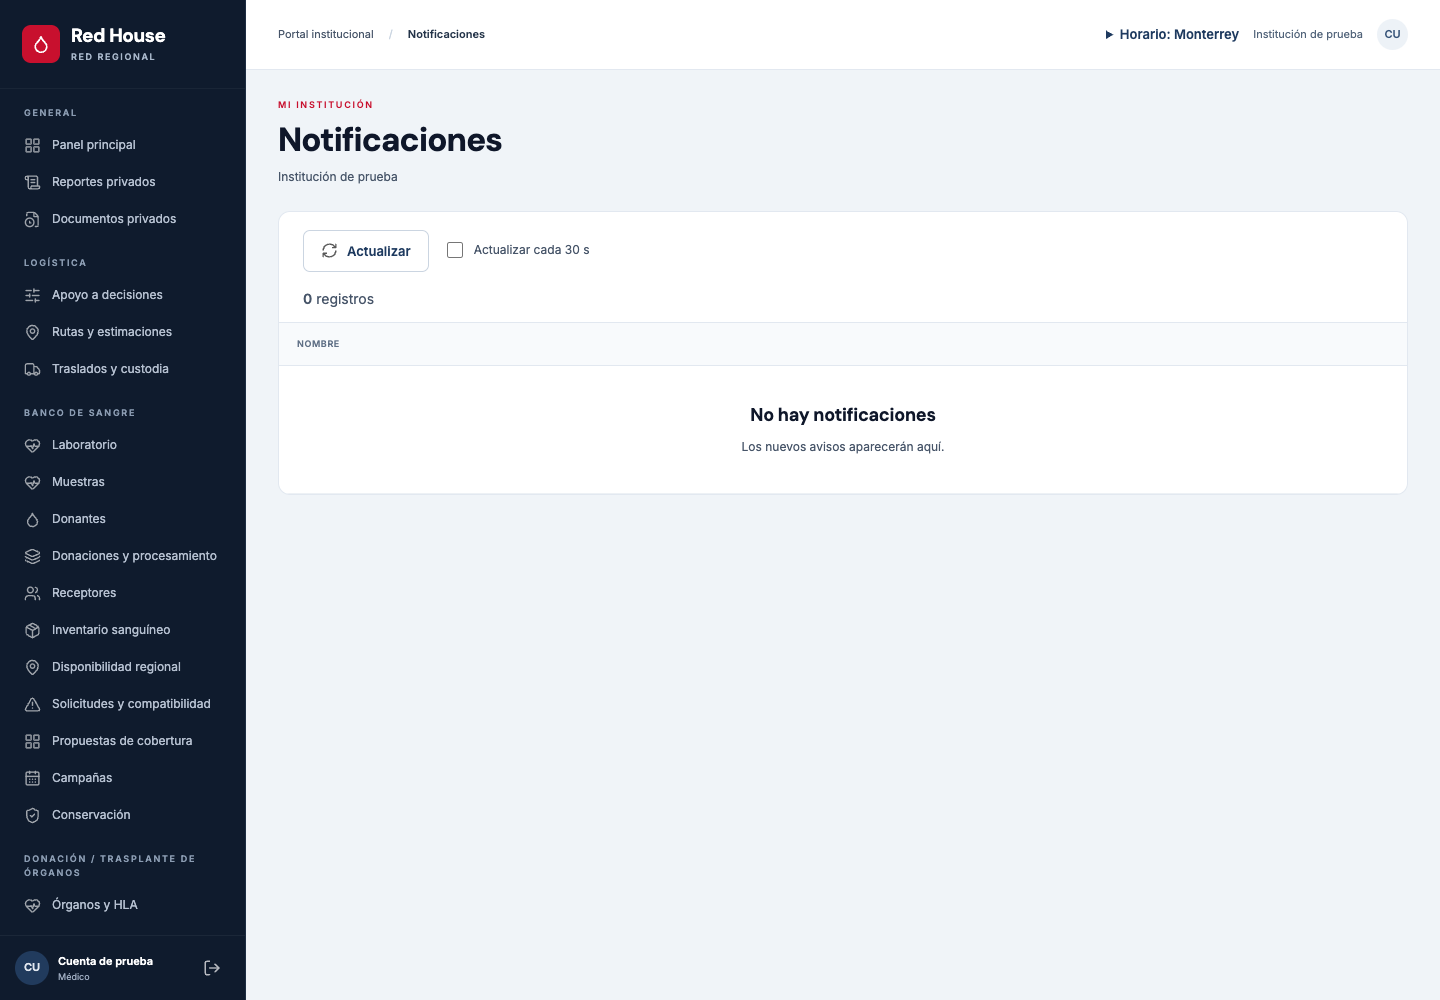 Red House
RED REGIONAL
GENERAL
Panel principal
Reportes privados
Documentos privados
LOGÍSTICA
Apoyo a decisiones
Rutas y estimaciones
Traslados y custodia
BANCO DE SANGRE
Laboratorio
Muestras
Donantes
Donaciones y procesamiento
Receptores
Inventario sanguíneo
Disponibilidad regional
Solicitudes y compatibilidad
Propuestas de cobertura
Campañas
Conservación
DONACIÓN / TRASPLANTE DE
ÓRGANOS
Órganos y HLA
CU
Cuenta de prueba
Médico
Portal institucional / Notificaciones
Horario: Monterrey
Institución de prueba
CU
MI INSTITUCIÓN
Notificaciones
Institución de prueba
Actualizar
Actualizar cada 30 s
0 registros
NOMBRE
No hay notificaciones
Los nuevos avisos aparecerán aquí.